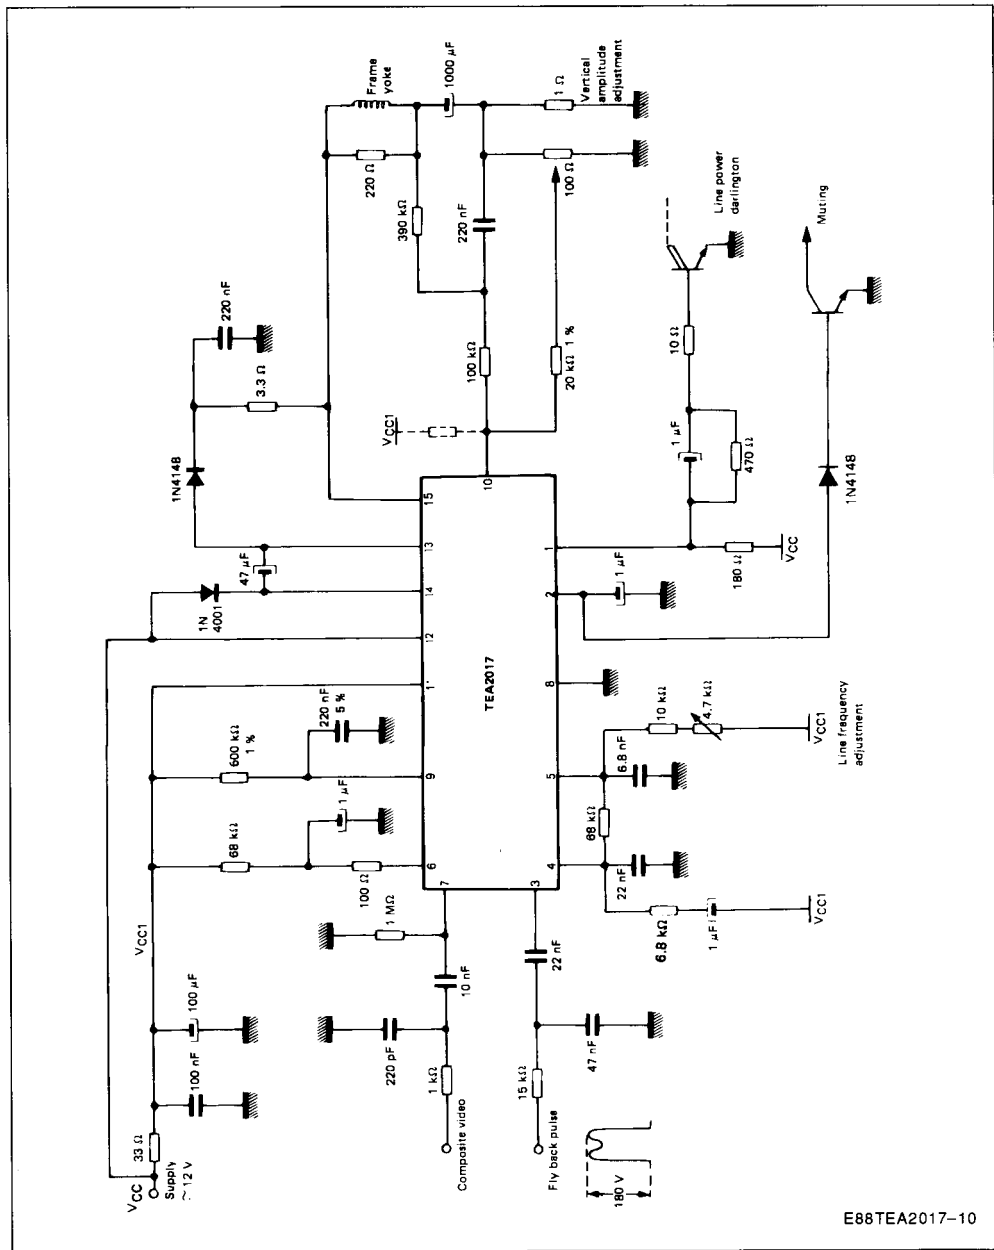 Frame
yoke
1000 µF
220 Ω
390 kΩ
220 nF
1 Ω
Vertical
amplitude
adjustment
100 Ω
220 nF
3.3 Ω
1N4148
100 kΩ
20 kΩ 1 %
VCC1
Line power
darlington
10 Ω
Muting
1 µF
470 Ω
1N4148
180 Ω
VCC
1 µF
47 µF
1N
4001
15
13
14
12
1'
9
6
10
1
2
8
5
4
7
3
TEA2017
220 nF
5 %
600 kΩ
1 %
1 µF
68 kΩ
100 Ω
VCC1
100 µF
100 nF
33 Ω
VCC
Supply
~ 12 V
1 MΩ
10 nF
220 pF
1 kΩ
Composite video
22 nF
47 nF
15 kΩ
Fly back pulse
180 V
10 kΩ
4.7 kΩ
6.8 nF
68 kΩ
22 nF
6.8 kΩ
1 µF
VCC1
VCC1
Line frequency
adjustment
E88TEA2017-10